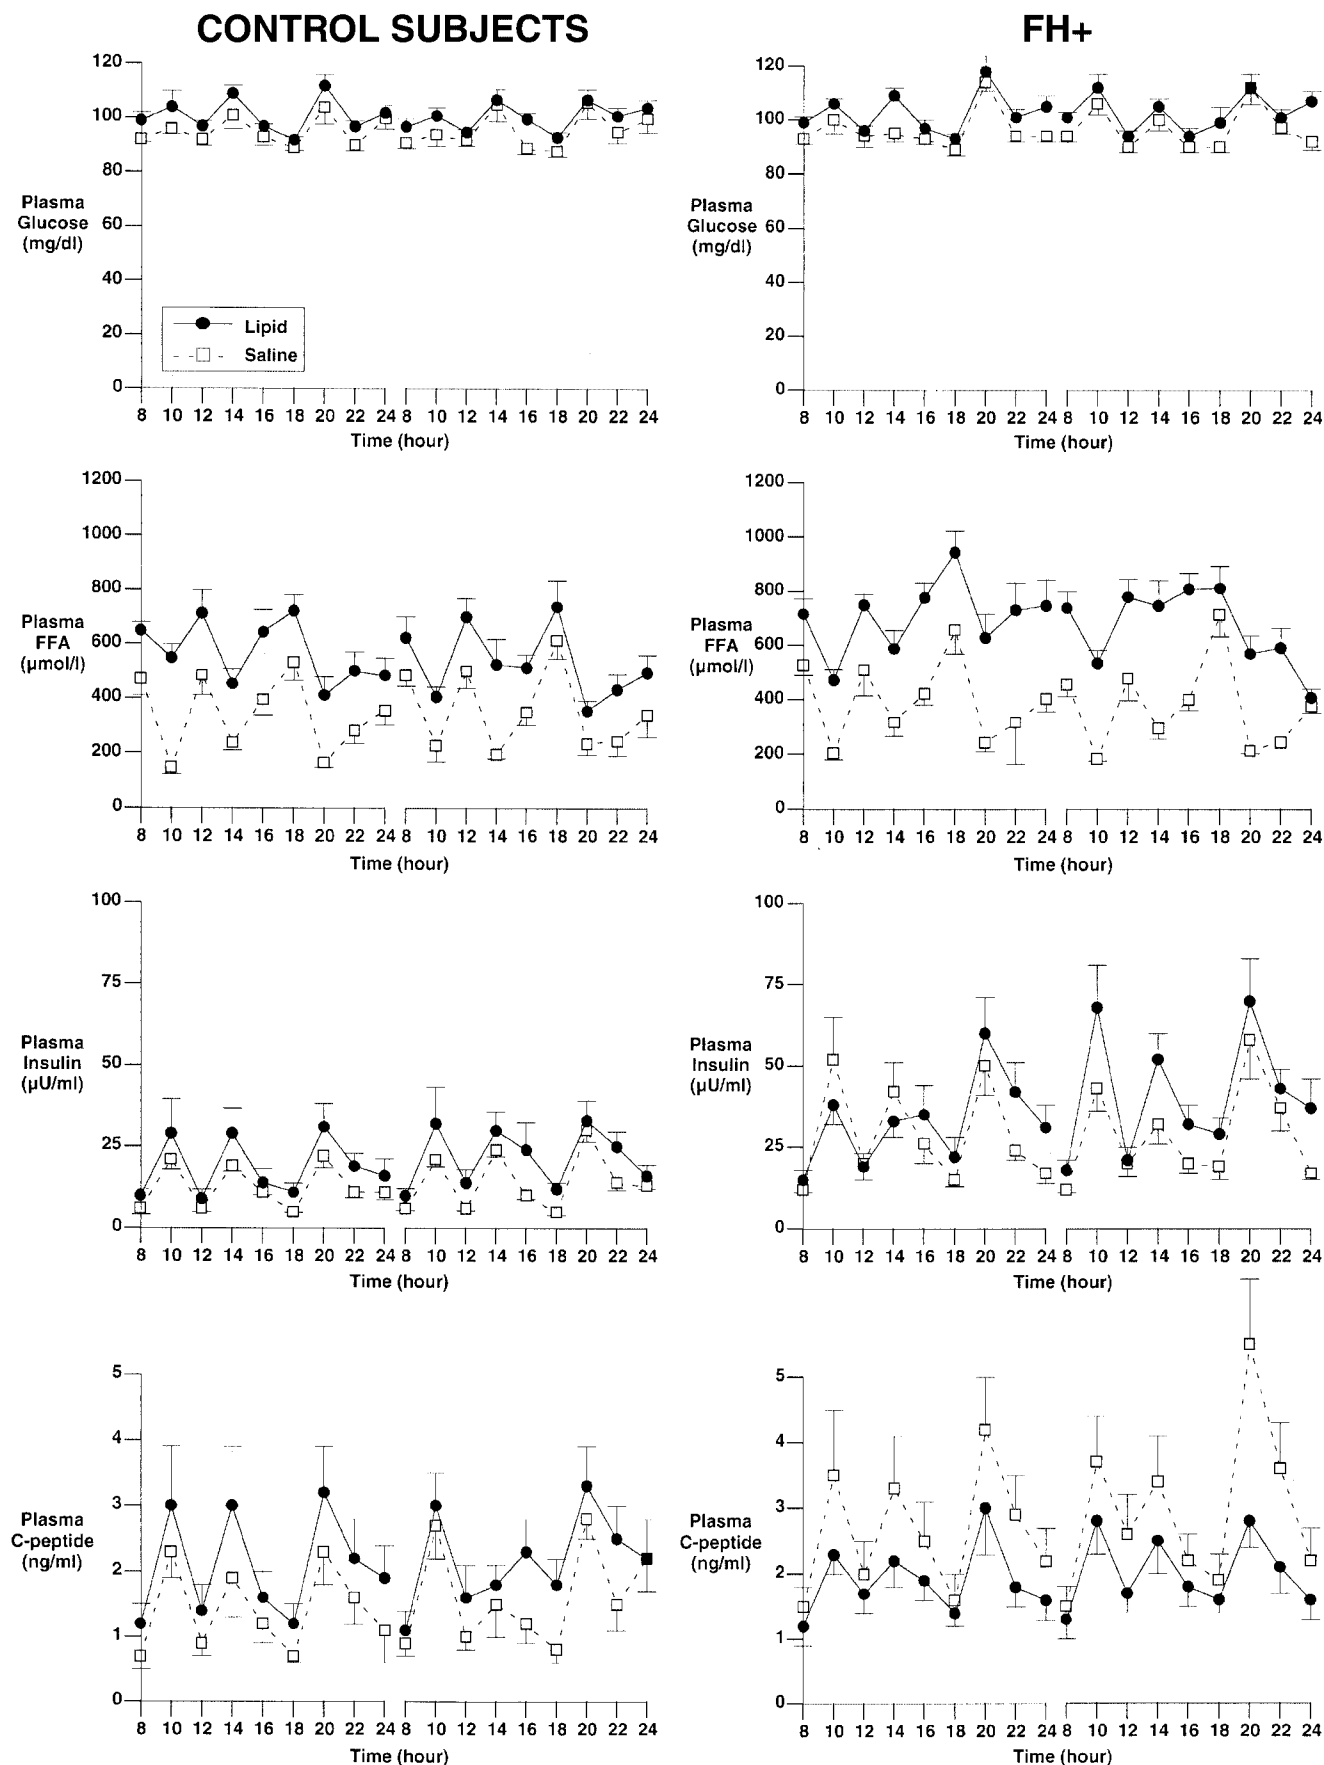 CONTROL SUBJECTS
120
100
80
60
40
20
0
Plasma
Glucose
(mg/dl)
Lipid
Saline
8 10 12 14 16 18 20 22 24 8 10 12 14 16 18 20 22 24
Time (hour)
FH+
120
100
80
60
40
20
0
Plasma
Glucose
(mg/dl)
8 10 12 14 16 18 20 22 24 8 10 12 14 16 18 20 22 24
Time (hour)
1200
1000
800
600
400
200
0
Plasma
FFA
(µmol/l)
8 10 12 14 16 18 20 22 24 8 10 12 14 16 18 20 22 24
Time (hour)
1200
1000
800
600
400
200
0
Plasma
FFA
(µmol/l)
8 10 12 14 16 18 20 22 24 8 10 12 14 16 18 20 22 24
Time (hour)
100
75
50
25
0
Plasma
Insulin
(µU/ml)
8 10 12 14 16 18 20 22 24 8 10 12 14 16 18 20 22 24
Time (hour)
100
75
50
25
0
Plasma
Insulin
(µU/ml)
8 10 12 14 16 18 20 22 24 8 10 12 14 16 18 20 22 24
Time (hour)
5
4
3
2
1
0
Plasma
C-peptide
(ng/ml)
8 10 12 14 16 18 20 22 24 8 10 12 14 16 18 20 22 24
Time (hour)
5
4
3
2
1
0
Plasma
C-peptide
(ng/ml)
8 10 12 14 16 18 20 22 24 8 10 12 14 16 18 20 22 24
Time (hour)